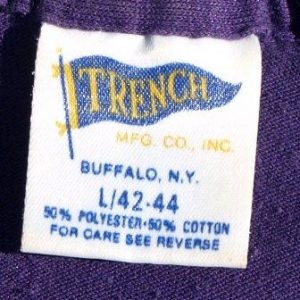 TRENCH
MFG. CO., INC.
BUFFALO, N.Y.
L/42-44
50% POLYESTER·50% COTTON
FOR CARE SEE REVERSE